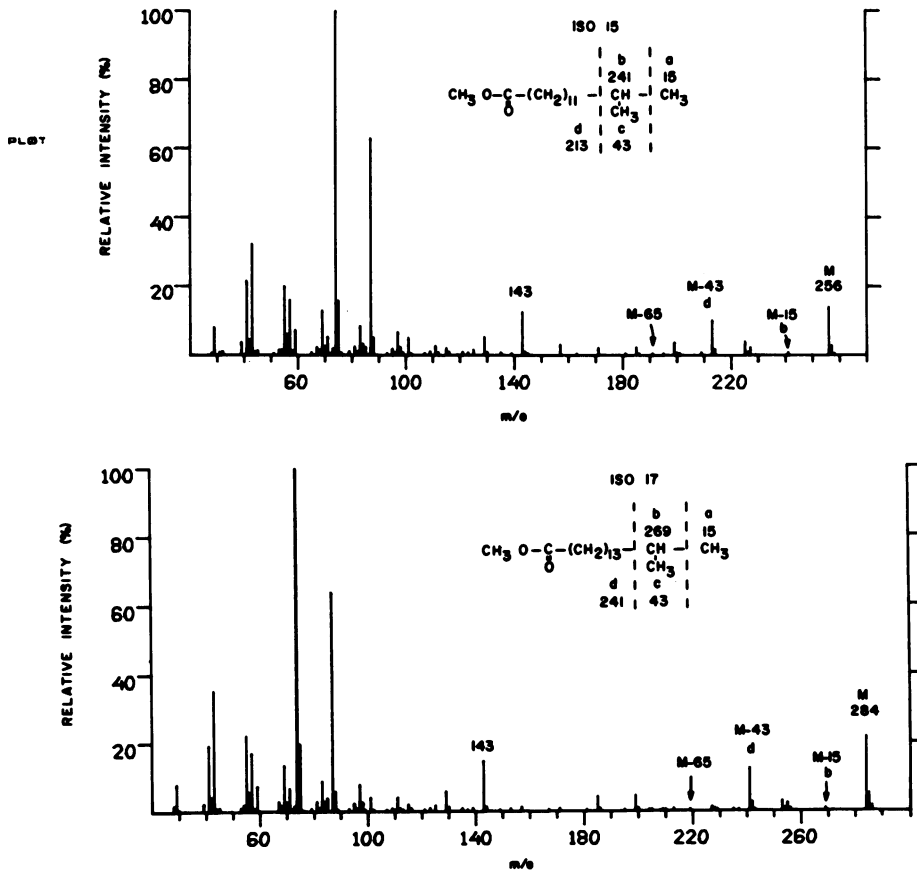 ISO 15
b
a
241
15
CH₃ O–C–(CH₂)₁₁ – CH – CH₃
O
CH₃
d
c
213
43
PLØT
RELATIVE INTENSITY (%)
100
80
60
40
20
143
M-65
M-43
d
M-15
b
M
256
60
100
140
180
220
m/e
ISO 17
b
a
269
15
CH₃ O–C–(CH₂)₁₃ – CH – CH₃
O
CH₃
d
c
241
43
RELATIVE INTENSITY (%)
100
80
60
40
20
143
M-65
M-43
d
M-15
b
M
284
60
100
140
180
220
260
m/e